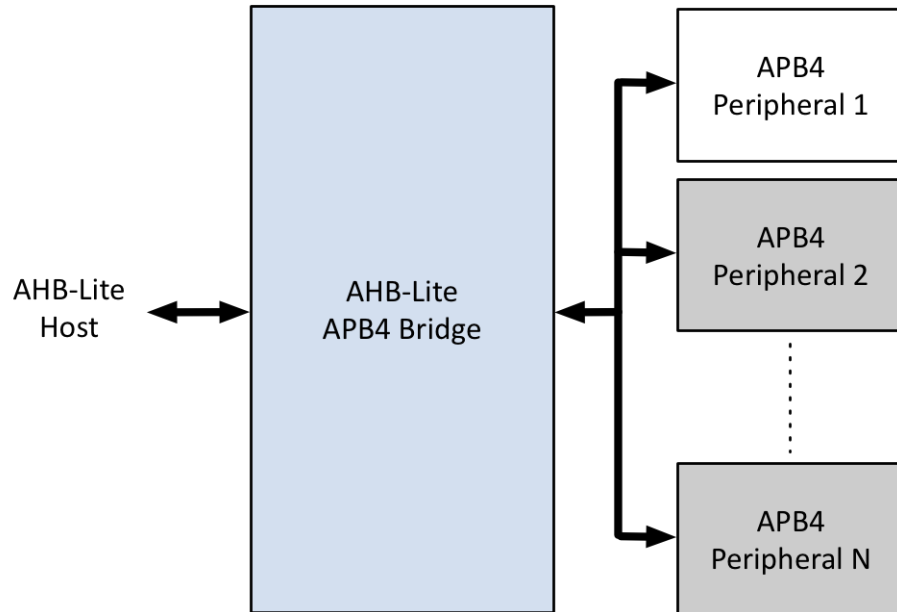 AHB-Lite
Host
AHB-Lite
APB4 Bridge
APB4
Peripheral 1
APB4
Peripheral 2
APB4
Peripheral N